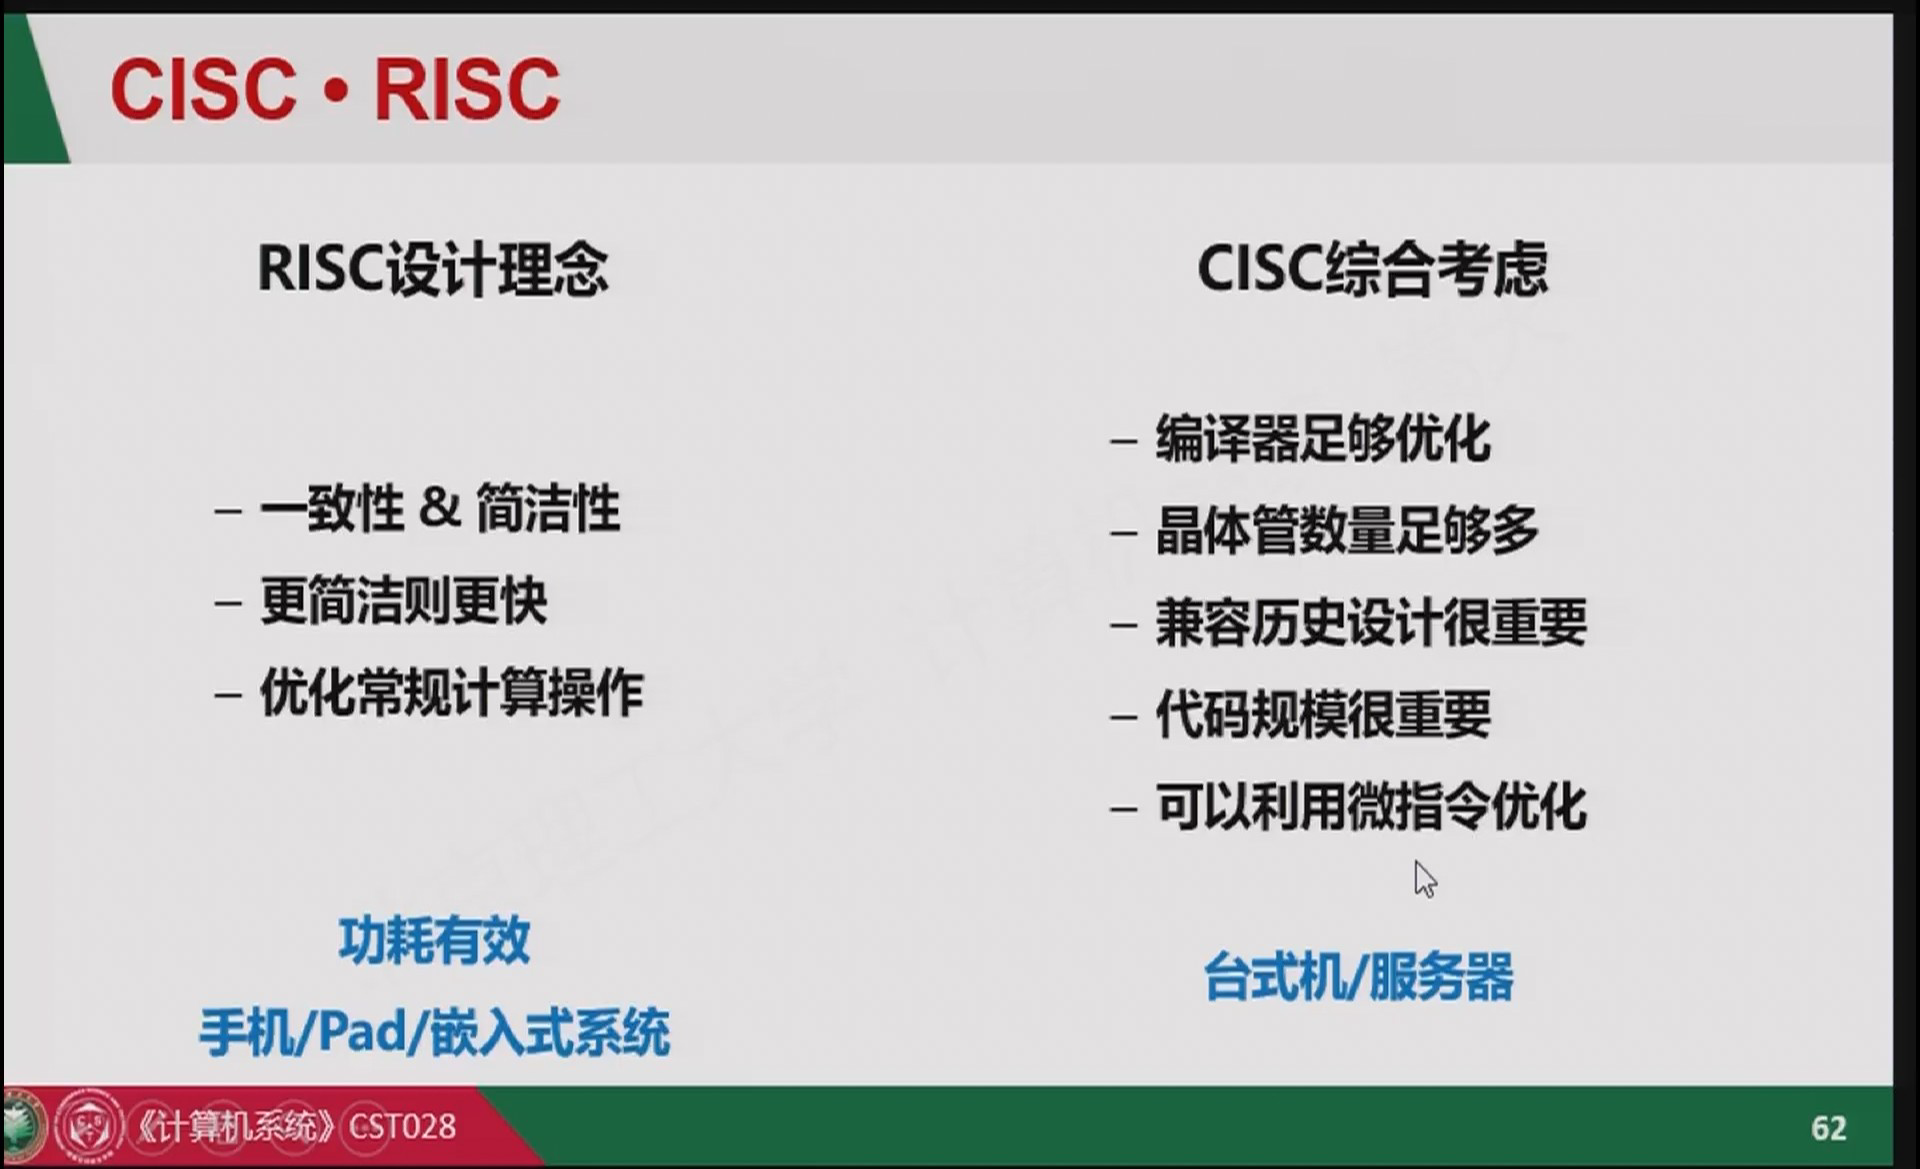 CISC • RISC
RISC设计理念
– 一致性 & 简洁性
– 更简洁则更快
– 优化常规计算操作
功耗有效
手机/Pad/嵌入式系统
CISC综合考虑
– 编译器足够优化
– 晶体管数量足够多
– 兼容历史设计很重要
– 代码规模很重要
– 可以利用微指令优化
台式机/服务器
《计算机系统》CST028
62